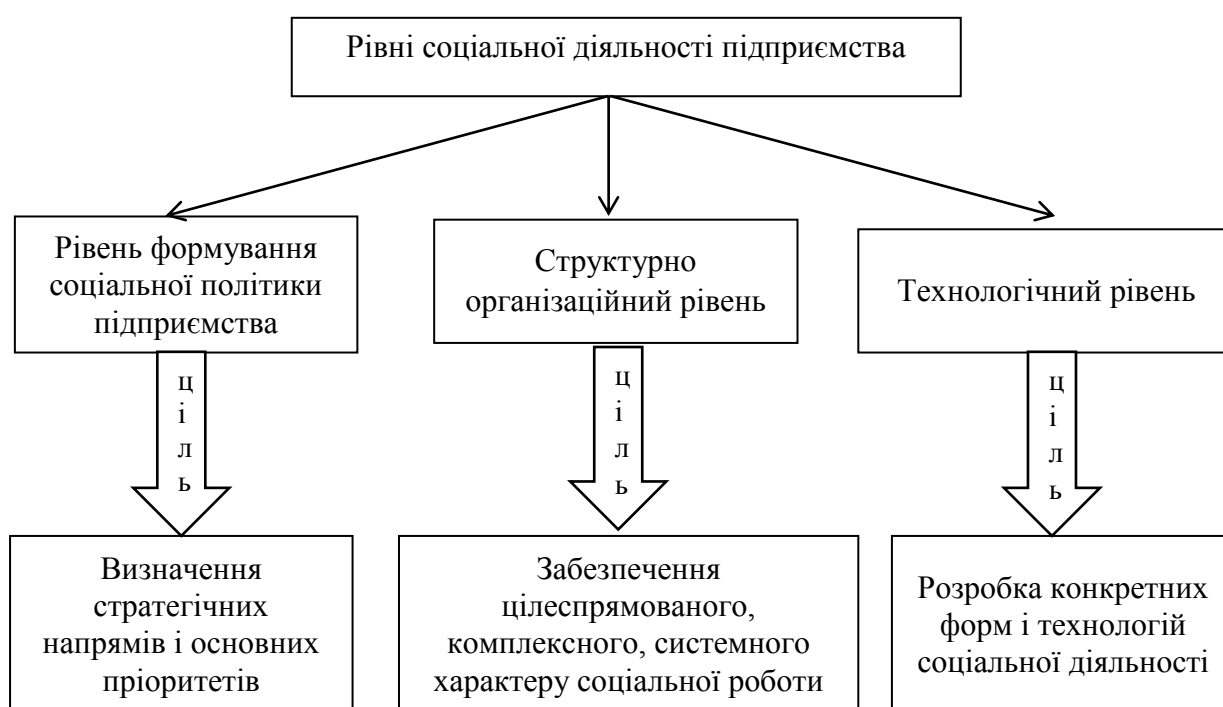 Рівні соціальної діяльності підприємства
Рівень формування
соціальної політики
підприємства
Структурно
організаційний рівень
Технологічний рівень
ц
і
л
ь
ц
і
л
ь
ц
і
л
ь
Визначення
стратегічних
напрямів і основних
пріоритетів
Забезпечення
цілеспрямованого,
комплексного, системного
характеру соціальної роботи
Розробка конкретних
форм і технологій
соціальної діяльності